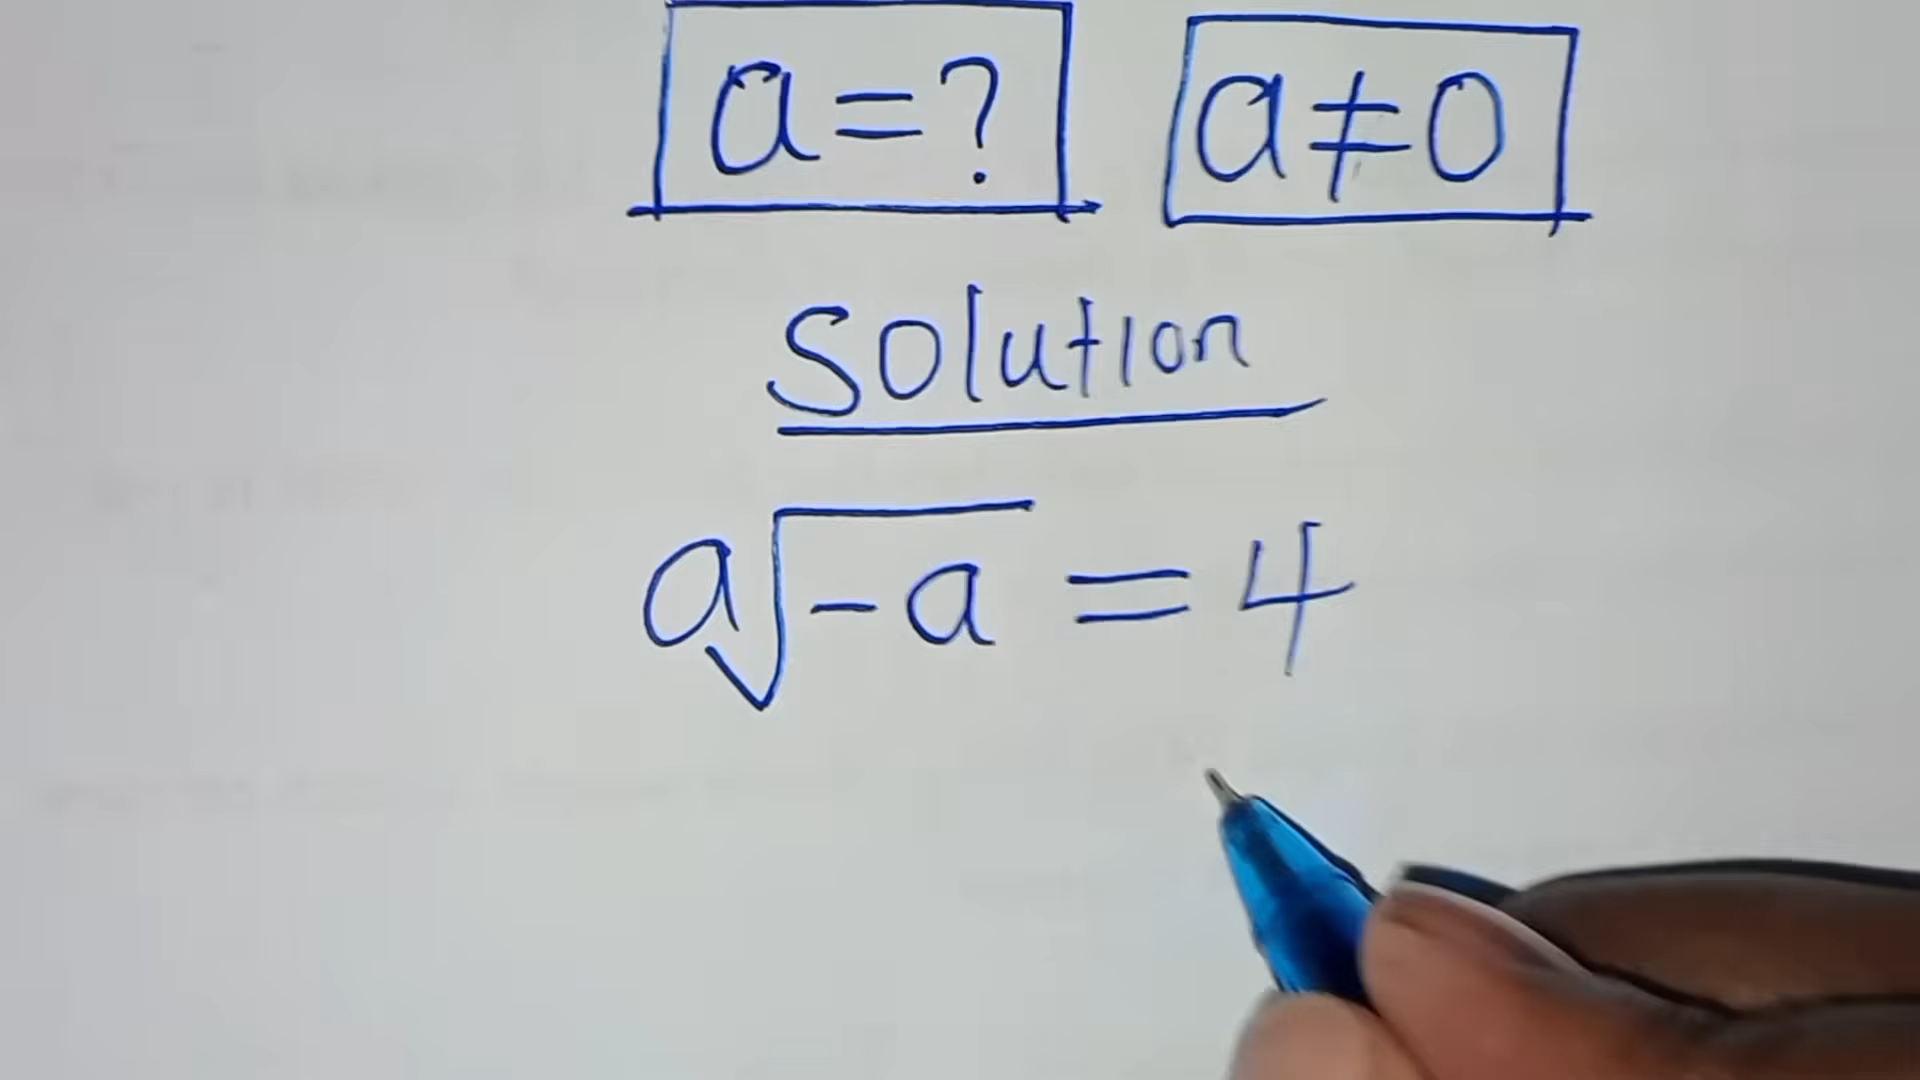 a=? a≠0
Solution
a√-a = 4